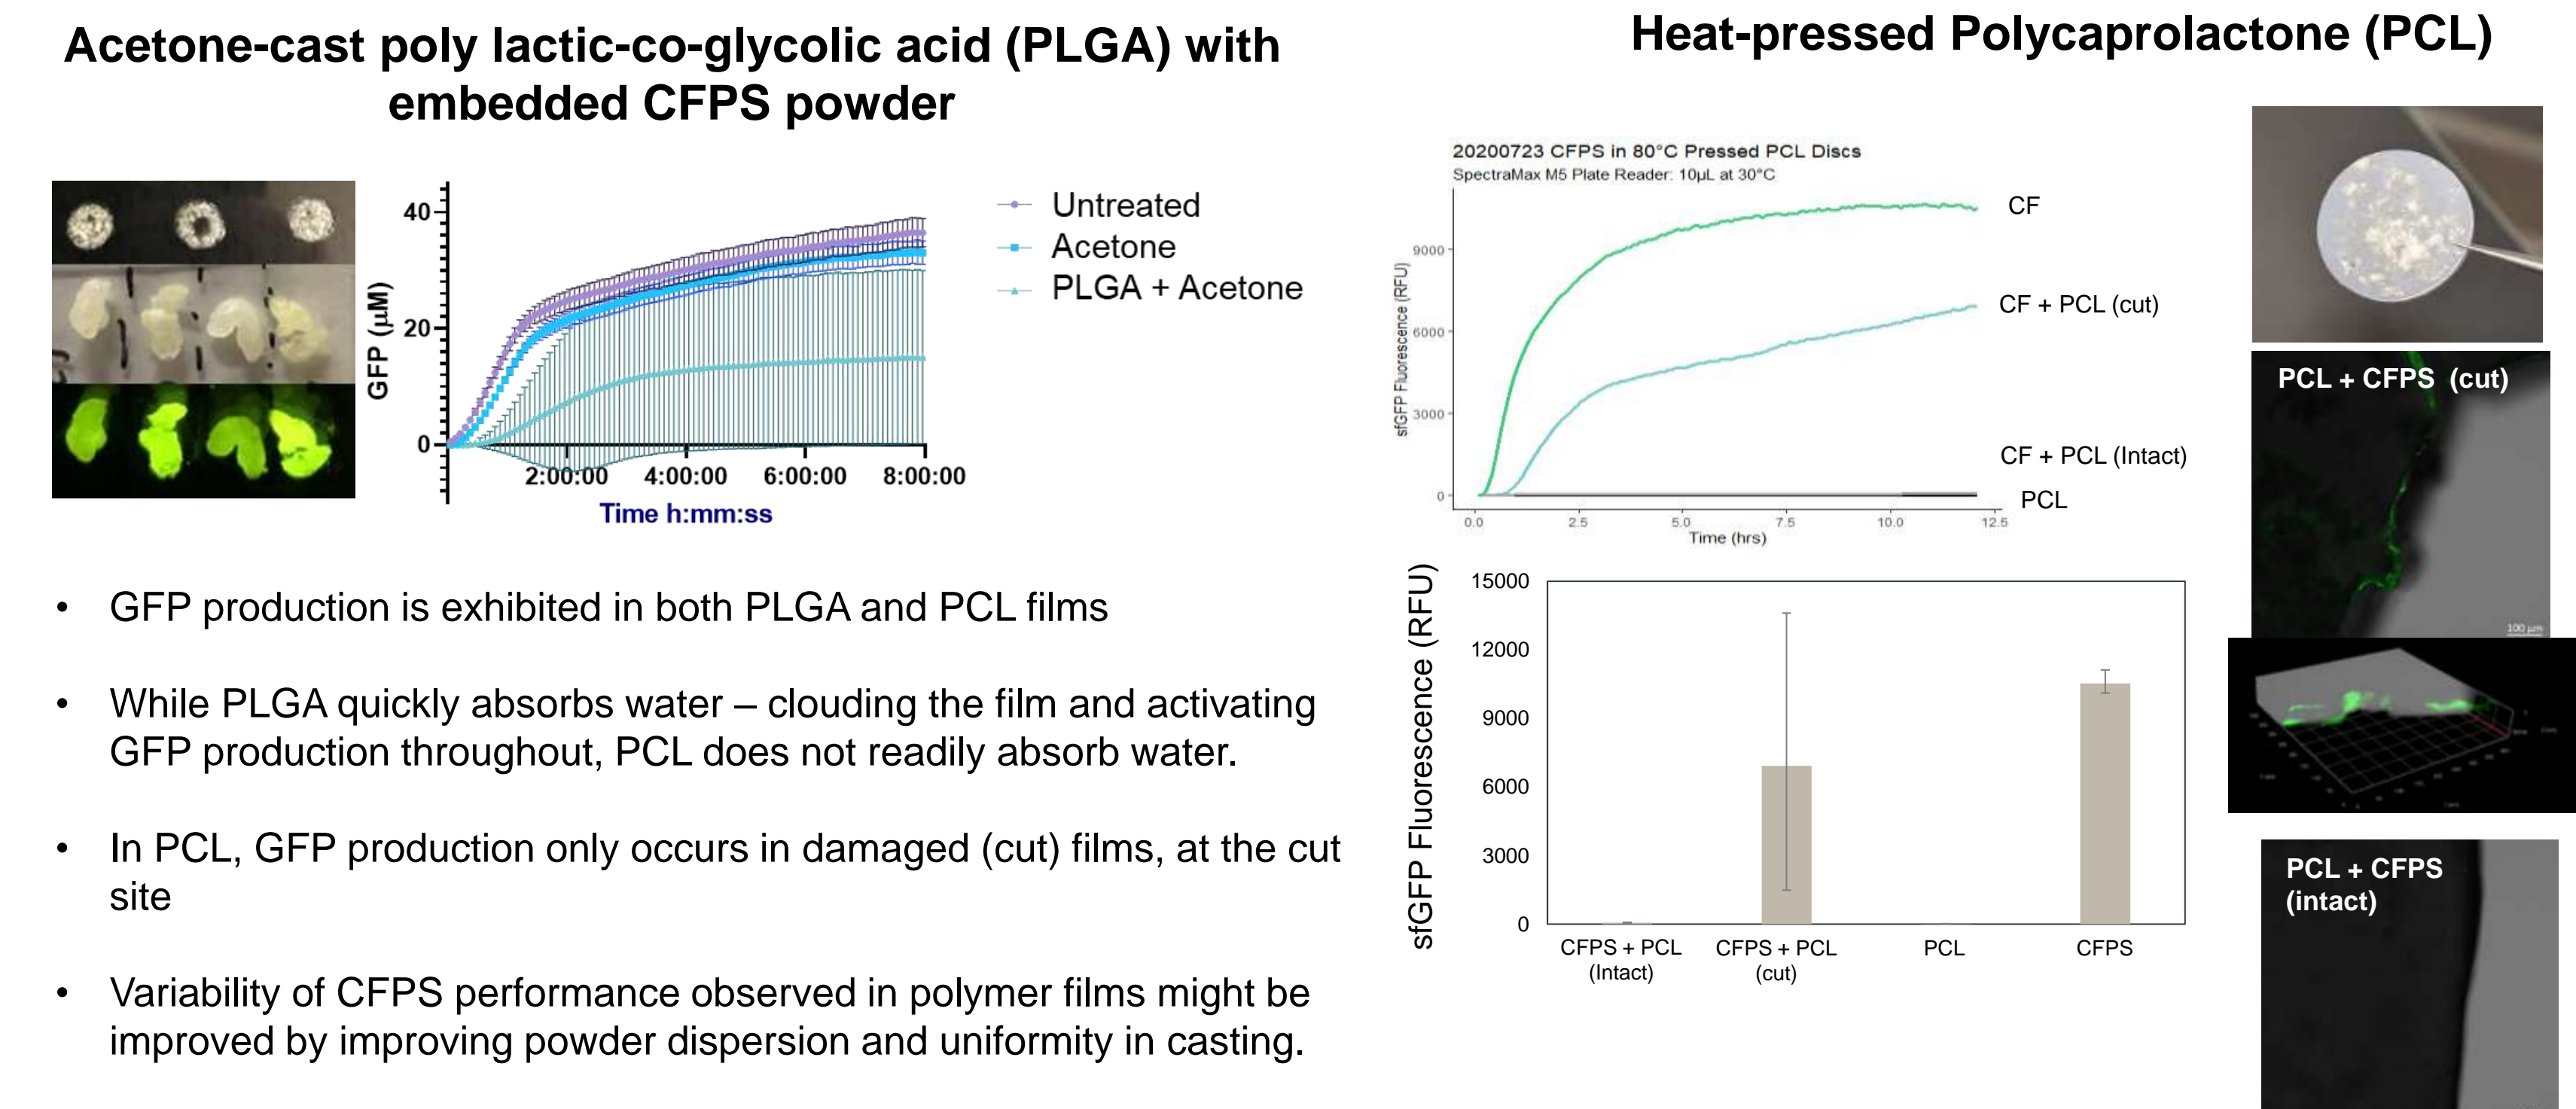 Acetone-cast poly lactic-co-glycolic acid (PLGA) with
embedded CFPS powder
40
20
0
GFP (µM)
2:00:00 4:00:00 6:00:00 8:00:00
Time h:mm:ss
Untreated
Acetone
PLGA + Acetone
• GFP production is exhibited in both PLGA and PCL films
• While PLGA quickly absorbs water – clouding the film and activating
GFP production throughout, PCL does not readily absorb water.
• In PCL, GFP production only occurs in damaged (cut) films, at the cut
site
• Variability of CFPS performance observed in polymer films might be
improved by improving powder dispersion and uniformity in casting.
Heat-pressed Polycaprolactone (PCL)
20200723 CFPS in 80°C Pressed PCL Discs
SpectraMax M5 Plate Reader: 10µL at 30°C
sfGFP Fluorescence (RFU)
9000
6000
3000
0
0.0 2.5 5.0 7.5 10.0 12.5
Time (hrs)
CF
CF + PCL (cut)
CF + PCL (Intact)
PCL
sfGFP Fluorescence (RFU)
15000
12000
9000
6000
3000
0
CFPS + PCL
(Intact)
CFPS + PCL
(cut)
PCL
CFPS
PCL + CFPS (cut)
100 µm
PCL + CFPS
(intact)